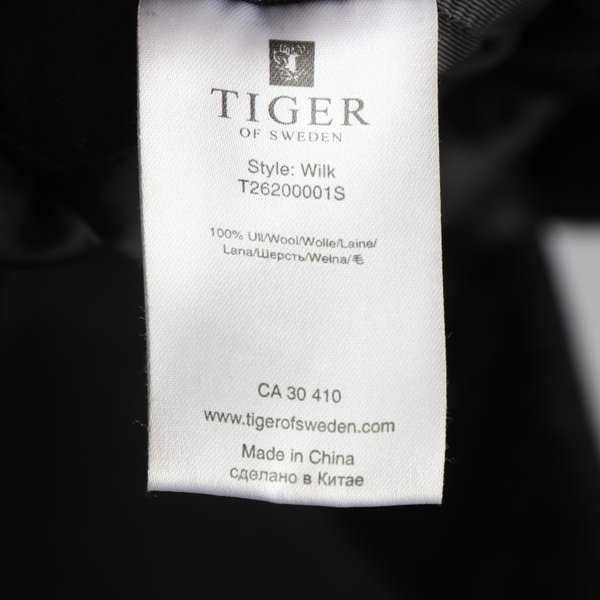 TIGER
OF SWEDEN
Style: Wilk
T26200001S
100% Ull/Wool/Wolle/Laine/
Lana/Шерсть/Wełna/毛
CA 30 410
www.tigerofsweden.com
Made in China
сделано в Китае